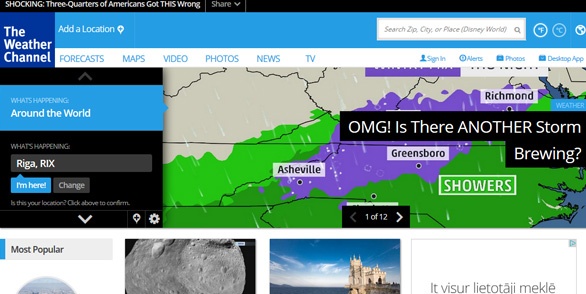 SHOCKING: Three-Quarters of Americans Got THIS Wrong
Share
The
Weather
Channel
Add a Location
Search Zip, City, or Place (Disney World)
°F
°C
FORECASTS MAPS VIDEO PHOTOS NEWS TV
Sign In Alerts Photos Desktop App
WHAT'S HAPPENING:
Around the World
WHAT'S HAPPENING:
Riga, RIX
I'm here! Change
Is this your location? Click above to confirm.
Richmond
WEATHER
OMG! Is There ANOTHER Storm
Brewing?
Greensboro
Asheville
SHOWERS
1 of 12
Most Popular
It visur lietotāji meklē